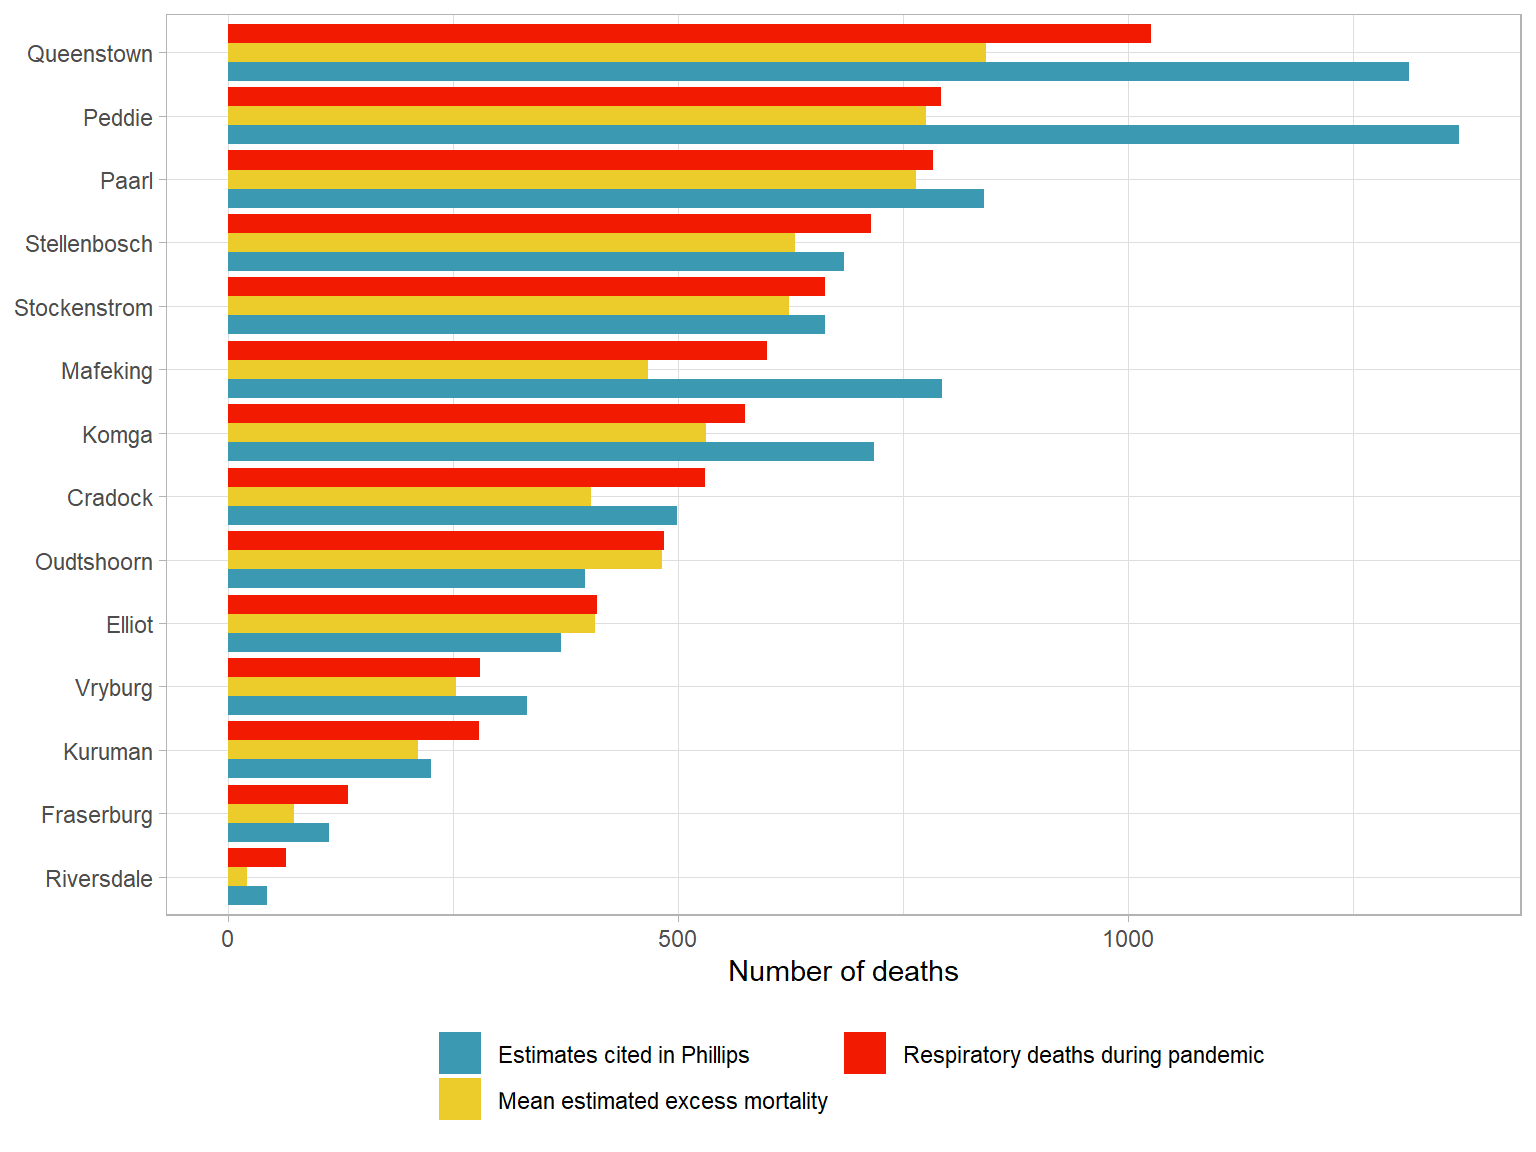 Queenstown
Peddie
Paarl
Stellenbosch
Stockenstrom
Mafeking
Komga
Cradock
Oudtshoorn
Elliot
Vryburg
Kuruman
Fraserburg
Riversdale
0 500 1000
Number of deaths
Estimates cited in Phillips Respiratory deaths during pandemic
Mean estimated excess mortality